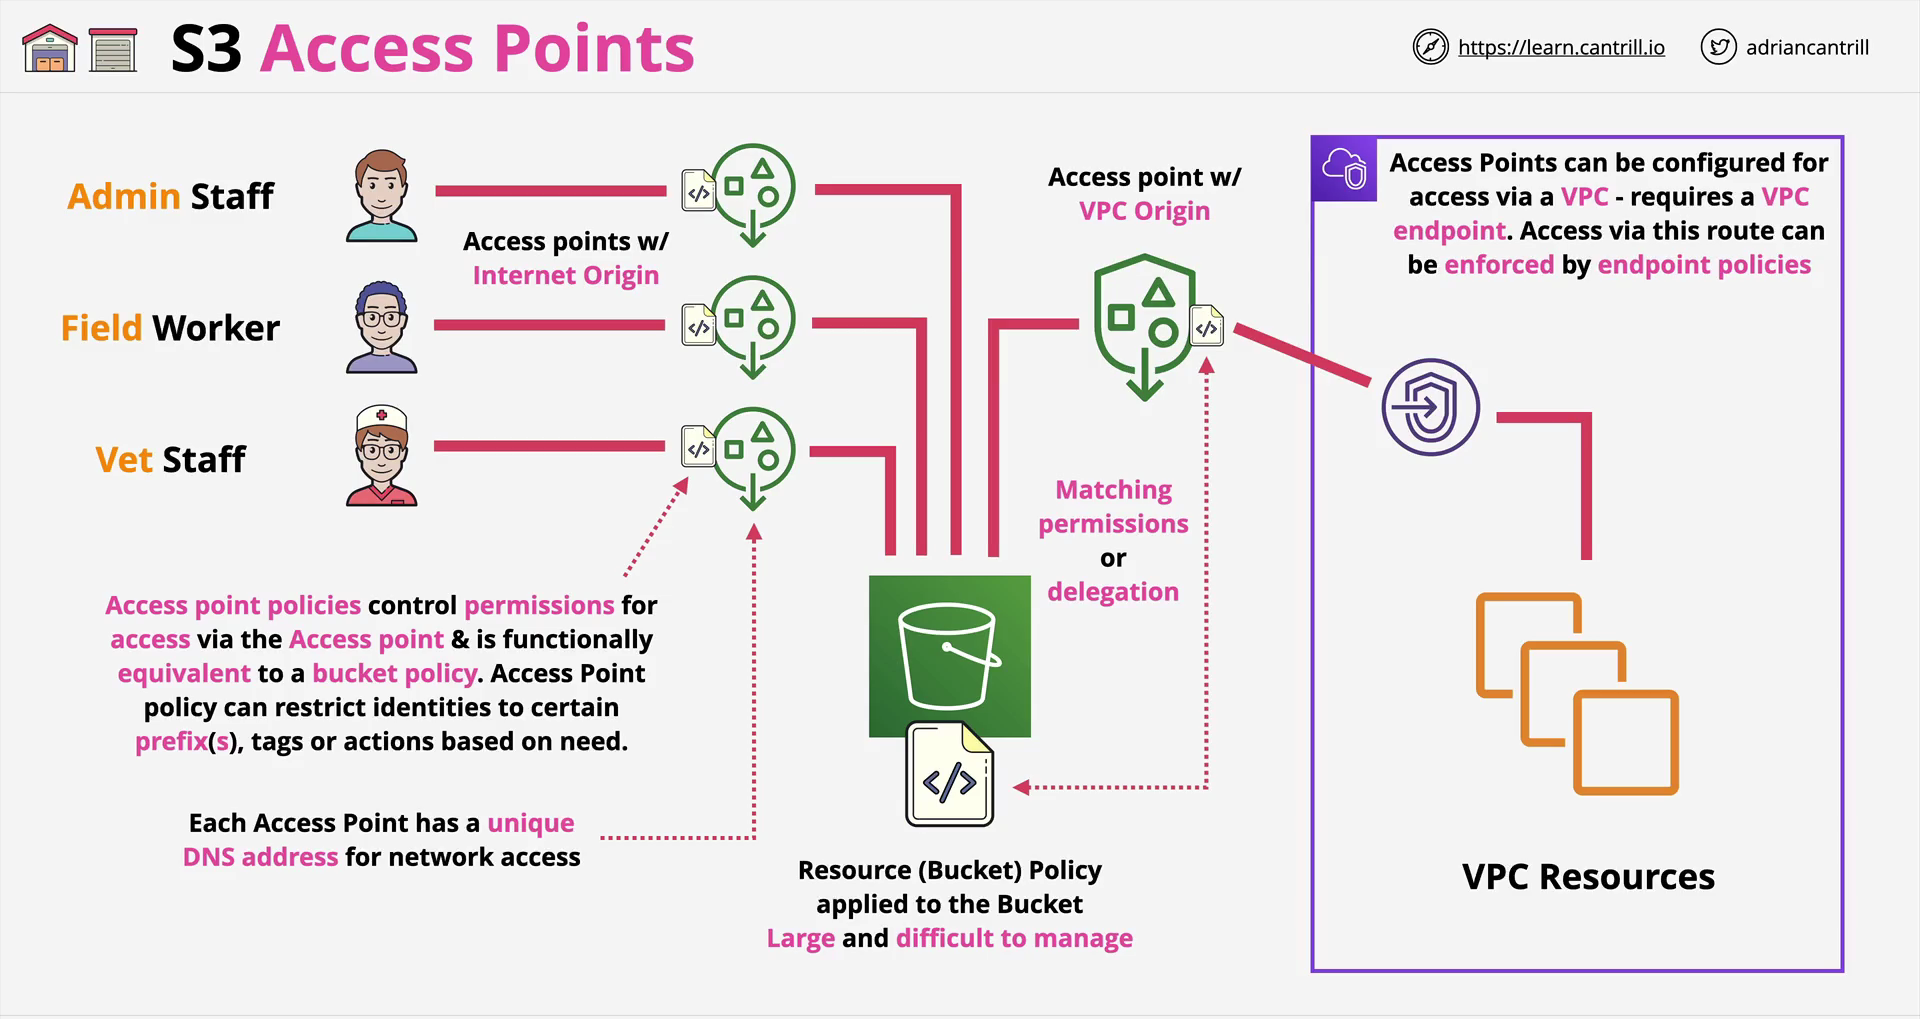 S3 Access Points
https://learn.cantrill.io
adriancantrill
Admin Staff
Field Worker
Vet Staff
Access points w/
Internet Origin
Access point w/
VPC Origin
Access Points can be configured for
access via a VPC - requires a VPC
endpoint. Access via this route can
be enforced by endpoint policies
Matching
permissions
or
delegation
Access point policies control permissions for
access via the Access point & is functionally
equivalent to a bucket policy. Access Point
policy can restrict identities to certain
prefix(s), tags or actions based on need.
Each Access Point has a unique
DNS address for network access
</>
</>
</>
</>
</>
Resource (Bucket) Policy
applied to the Bucket
Large and difficult to manage
VPC Resources